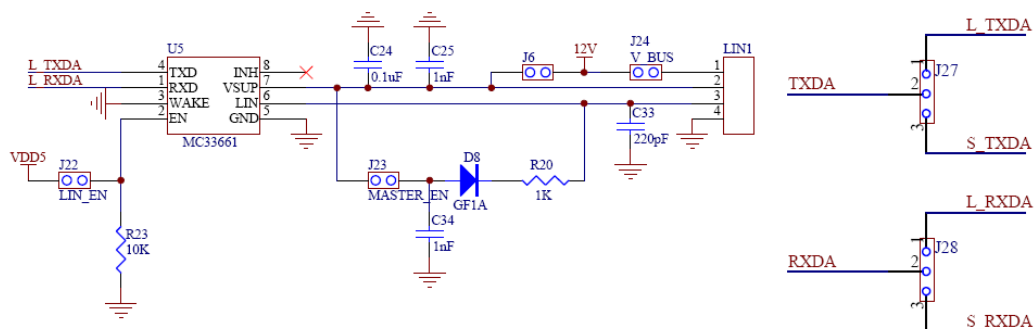 U5
L_TXDA
L_RXDA
4
1
3
2
TXD
RXD
WAKE
EN
INH
VSUP
LIN
GND
8
7
6
5
MC33661
VDD5
J22
LIN_EN
R23
10K
C24
0.1uF
C25
1nF
J6
12V
J24
V_BUS
LIN1
1
2
3
4
C33
220pF
J23
MASTER_EN
C34
1nF
D8
GF1A
R20
1K
L_TXDA
TXDA
1
2
3
J27
S_TXDA
L_RXDA
RXDA
1
2
3
J28
S_RXDA